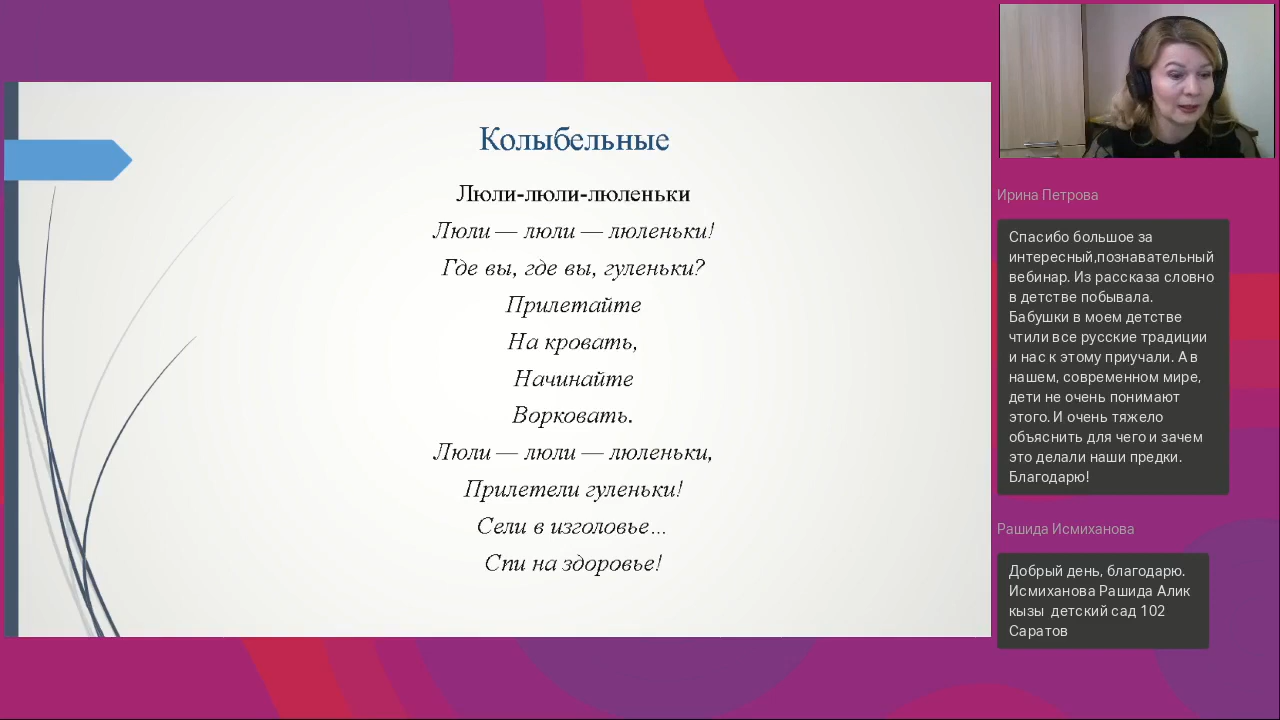 Колыбельные
Люли-люли-люленьки
Люли — люли — люленьки!
Где вы, где вы, гуленьки?
Прилетайте
На кровать,
Начинайте
Ворковать.
Люли — люли — люленьки,
Прилетели гуленьки!
Сели в изголовье...
Спи на здоровье!
Ирина Петрова
Спасибо большое за
интересный,познавательный
вебинар. Из рассказа словно
в детстве побывала.
Бабушки в моем детстве
чтили все русские традиции
и нас к этому приучали. А в
нашем, современном мире,
дети не очень понимают
этого. И очень тяжело
объяснить для чего и зачем
это делали наши предки.
Благодарю!
Рашида Исмиханова
Добрый день, благодарю.
Исмиханова Рашида Алик
кызы  детский сад 102
Саратов